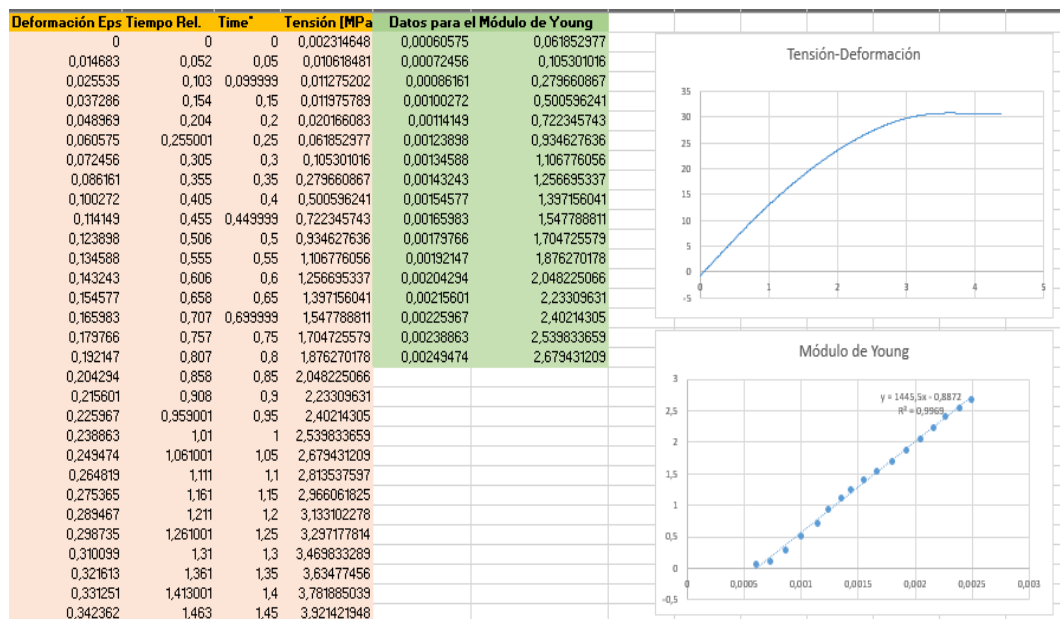 Deformación Eps Tiempo Rel. Time* Tensión [MPa Datos para el Módulo de Young
0 0 0 0,002314648 0,00060575 0,061852977
0,014683 0,052 0,05 0,010618481 0,00072456 0,105301016
0,025535 0,103 0,099999 0,011275202 0,00086161 0,279660867
0,037286 0,154 0,15 0,011975789 0,00100272 0,500596241
0,048969 0,204 0,2 0,020166083 0,00114149 0,722345743
0,060575 0,255001 0,25 0,061852977 0,00123898 0,934627636
0,072456 0,305 0,3 0,105301016 0,00134588 1,106776056
0,086161 0,355 0,35 0,279660867 0,00143243 1,256695337
0,100272 0,405 0,4 0,500596241 0,00154577 1,397156041
0,114149 0,455 0,449999 0,722345743 0,00165983 1,547788811
0,123898 0,506 0,5 0,934627636 0,00179766 1,704725579
0,134588 0,555 0,55 1,106776056 0,00192147 1,876270178
0,143243 0,606 0,6 1,256695337 0,00204294 2,048225066
0,154577 0,658 0,65 1,397156041 0,00215601 2,23309631
0,165983 0,707 0,699999 1,547788811 0,00225967 2,40214305
0,179766 0,757 0,75 1,704725579 0,00238863 2,539833659
0,192147 0,807 0,8 1,876270178 0,00249474 2,679431209
0,204294 0,858 0,85 2,048225066
0,215601 0,908 0,9 2,23309631
0,225967 0,959001 0,95 2,40214305
0,238863 1,01 1 2,539833659
0,249474 1,061001 1,05 2,679431209
0,264819 1,111 1,1 2,813537597
0,275365 1,161 1,15 2,966061825
0,289467 1,211 1,2 3,133102278
0,298735 1,261001 1,25 3,297177814
0,310099 1,31 1,3 3,469833289
0,321613 1,361 1,35 3,63477456
0,331251 1,413001 1,4 3,781885039
0,342362 1,463 1,45 3,921421948
Tensión-Deformación
35
30
25
20
15
10
5
0
-5
0 1 2 3 4 5
Módulo de Young
y = 1445,5x - 0,8872
R² = 0,9969
3
2,5
2
1,5
1
0,5
0
-0,5
0 0,0005 0,001 0,0015 0,002 0,0025 0,003